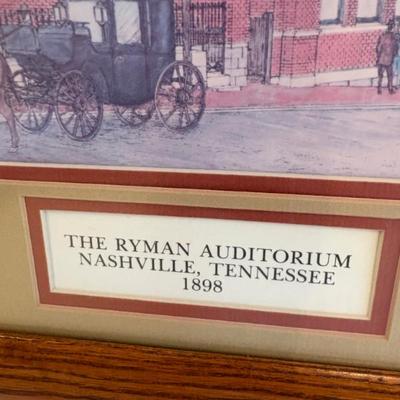 THE RYMAN AUDITORIUM
NASHVILLE, TENNESSEE
1898